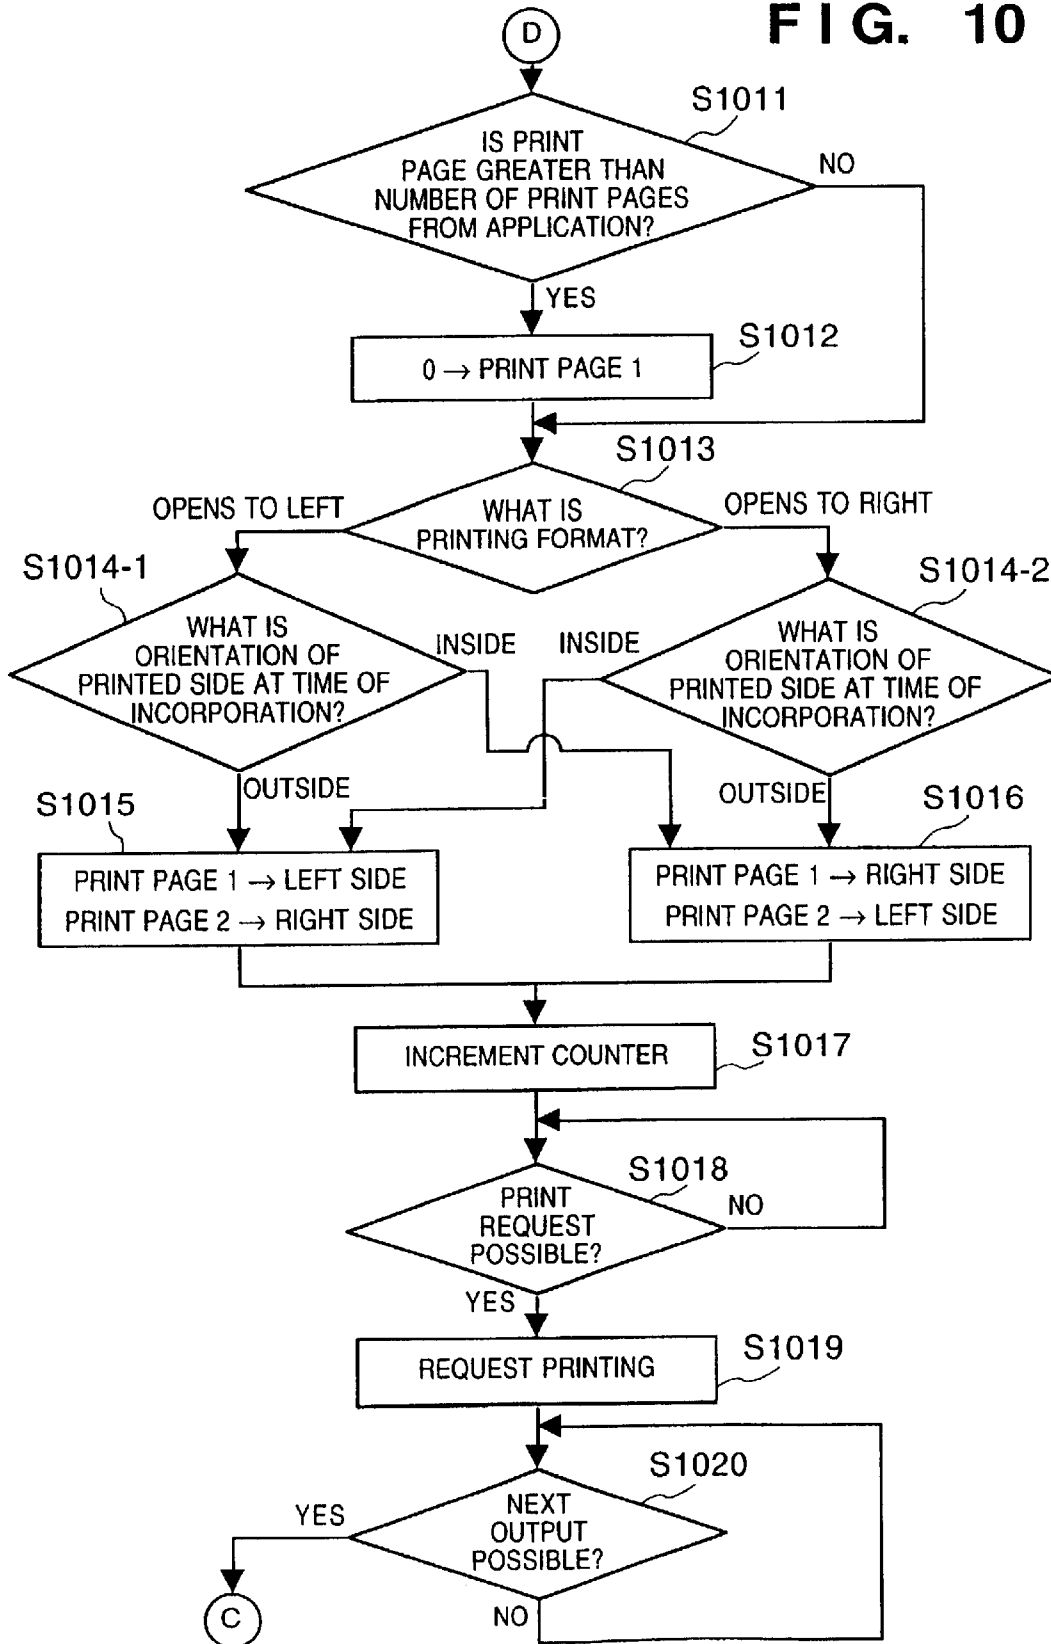 FIG. 10
D
S1011
IS PRINT
PAGE GREATER THAN
NUMBER OF PRINT PAGES
FROM APPLICATION?
NO
YES
S1012
0 → PRINT PAGE 1
S1013
WHAT IS
PRINTING FORMAT?
OPENS TO LEFT
OPENS TO RIGHT
S1014-1
WHAT IS
ORIENTATION OF
PRINTED SIDE AT TIME OF
INCORPORATION?
INSIDE
OUTSIDE
S1014-2
WHAT IS
ORIENTATION OF
PRINTED SIDE AT TIME OF
INCORPORATION?
INSIDE
OUTSIDE
S1015
PRINT PAGE 1 → LEFT SIDE
PRINT PAGE 2 → RIGHT SIDE
S1016
PRINT PAGE 1 → RIGHT SIDE
PRINT PAGE 2 → LEFT SIDE
INCREMENT COUNTER
S1017
S1018
PRINT
REQUEST
POSSIBLE?
NO
YES
REQUEST PRINTING
S1019
S1020
NEXT
OUTPUT
POSSIBLE?
YES
NO
C